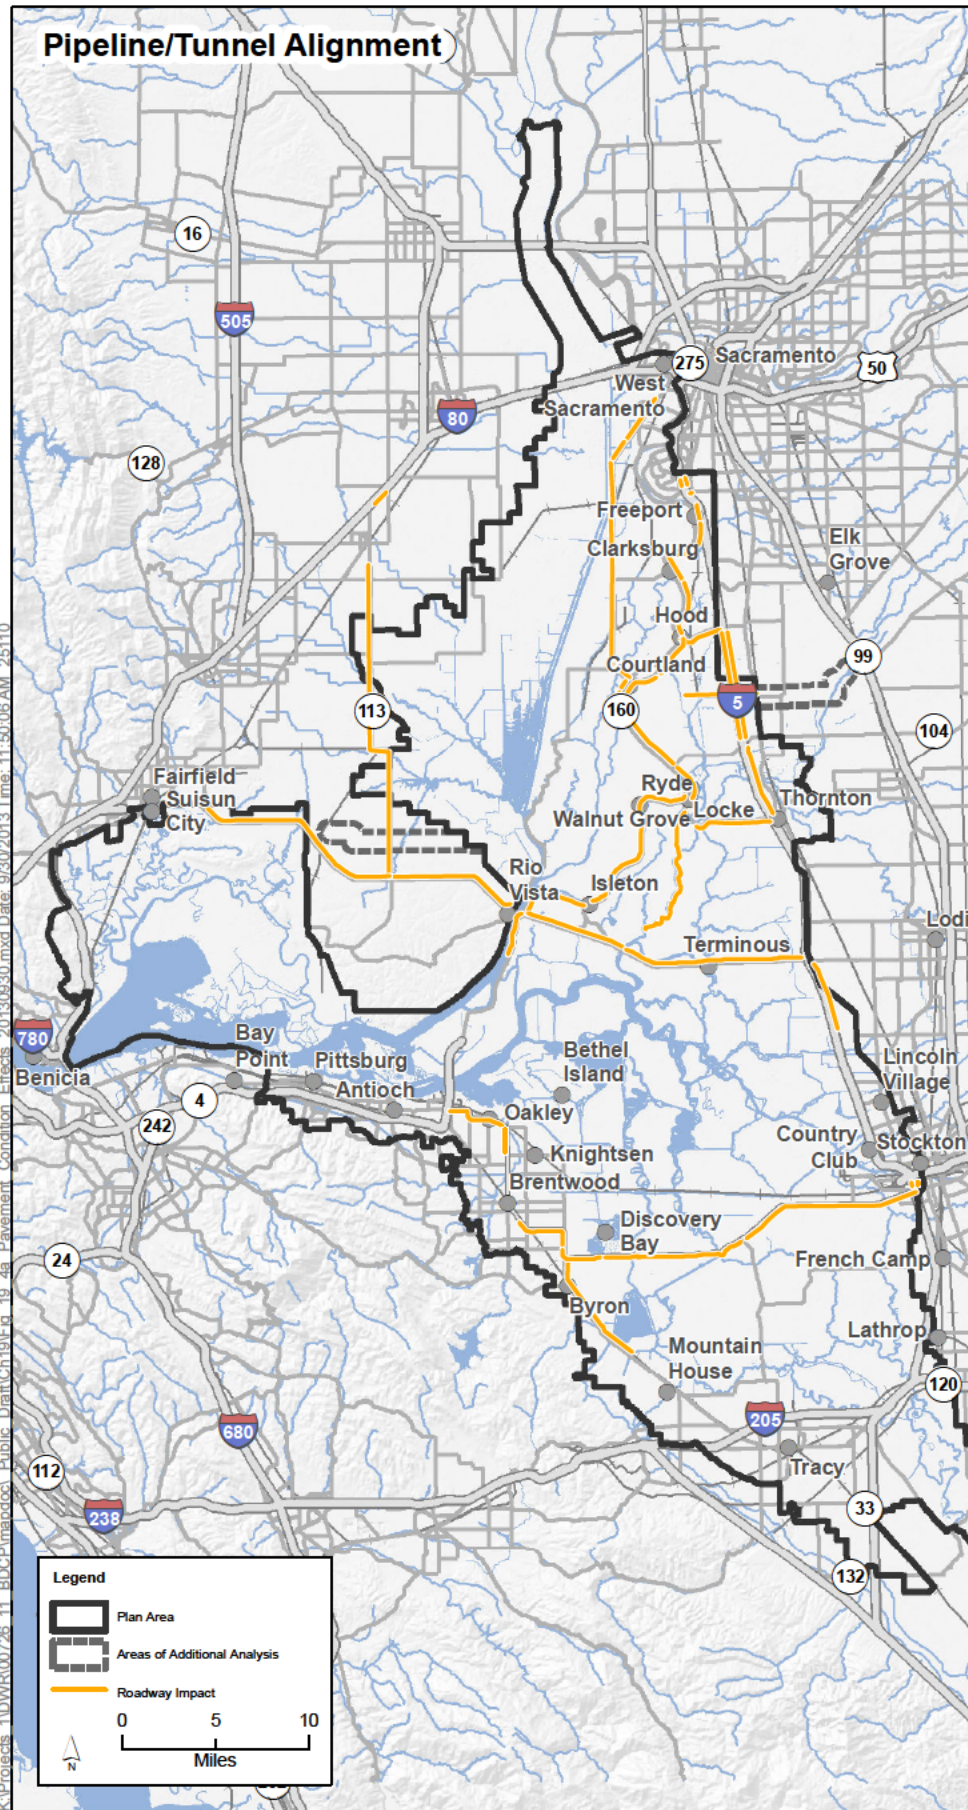 Pipeline/Tunnel Alignment
16
505
275
Sacramento
50
West
Sacramento
80
128
Freeport
Clarksburg
Elk
Grove
Hood
99
Courtland
5
160
113
104
Fairfield
Suisun
City
Ryde
Walnut Grove
Locke
Thornton
Rio
Vista
Isleton
Lodi
Terminous
780
Benicia
Bay
Point
Pittsburg
Antioch
Bethel
Island
Lincoln
Village
4
242
Oakley
Country
Club
Stockton
Knightsen
Brentwood
Discovery
Bay
24
French Camp
Byron
Lathrop
Mountain
House
120
680
205
112
Tracy
238
33
132
Legend
Plan Area
Areas of Additional Analysis
Roadway Impact
0 5 10
Miles
N